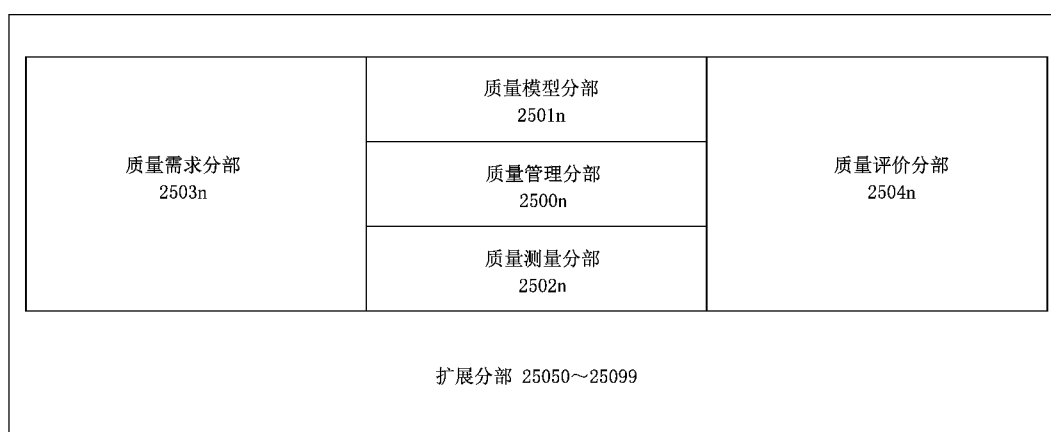 质量模型分部
2501n
质量需求分部
2503n
质量管理分部
2500n
质量评价分部
2504n
质量测量分部
2502n
扩展分部 25050～25099